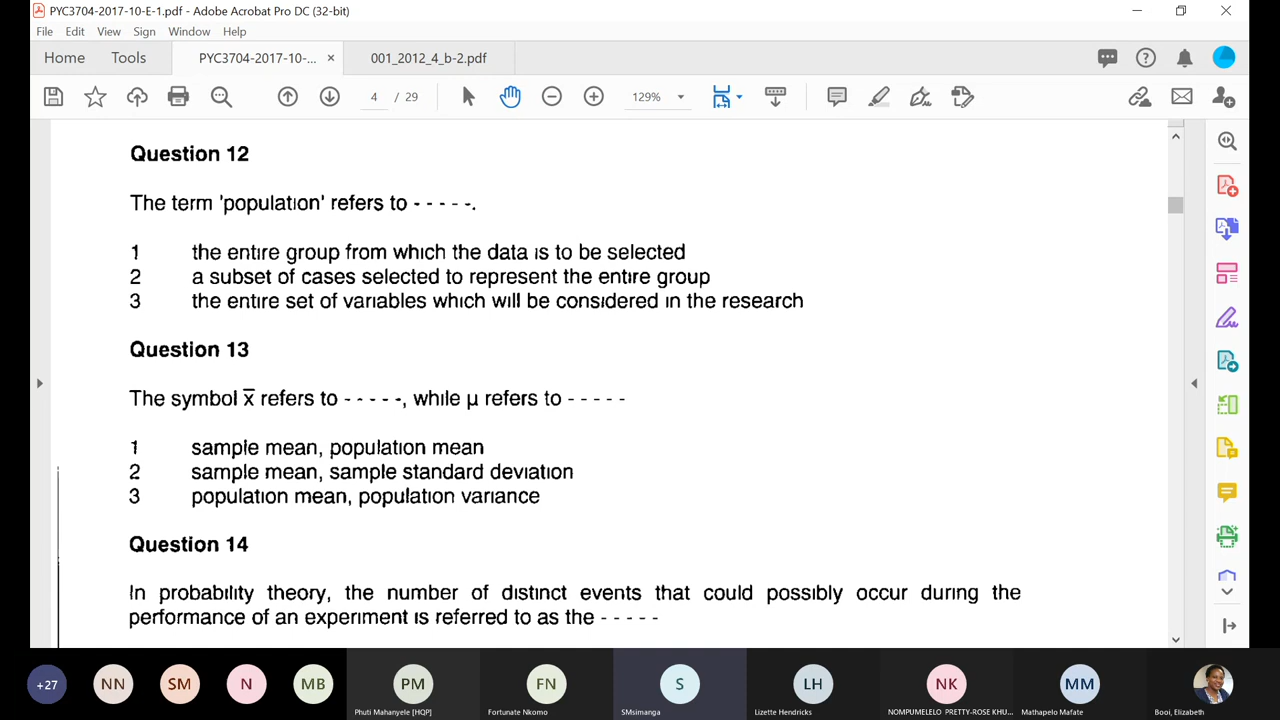 PYC3704-2017-10-E-1.pdf - Adobe Acrobat Pro DC (32-bit)
File Edit View Sign Window Help
Home Tools PYC3704-2017-10-... × 001_2012_4_b-2.pdf
4 / 29 129%
Question 12
The term 'population' refers to - - - - -.
1 the entire group from which the data is to be selected
2 a subset of cases selected to represent the entire group
3 the entire set of variables which will be considered in the research
Question 13
The symbol x̅ refers to - - - - -, while µ refers to - - - - -
1 sample mean, population mean
2 sample mean, sample standard deviation
3 population mean, population variance
Question 14
In probability theory, the number of distinct events that could possibly occur during the
performance of an experiment is referred to as the - - - - -
+27 NN SM N MB PM FN S LH NK MM
Phuti Mahanyele [HQP] Fortunate Nkomo SMsimanga Lizette Hendricks NOMPUMELELO PRETTY-ROSE KHU... Mathapelo Mafate Booi, Elizabeth